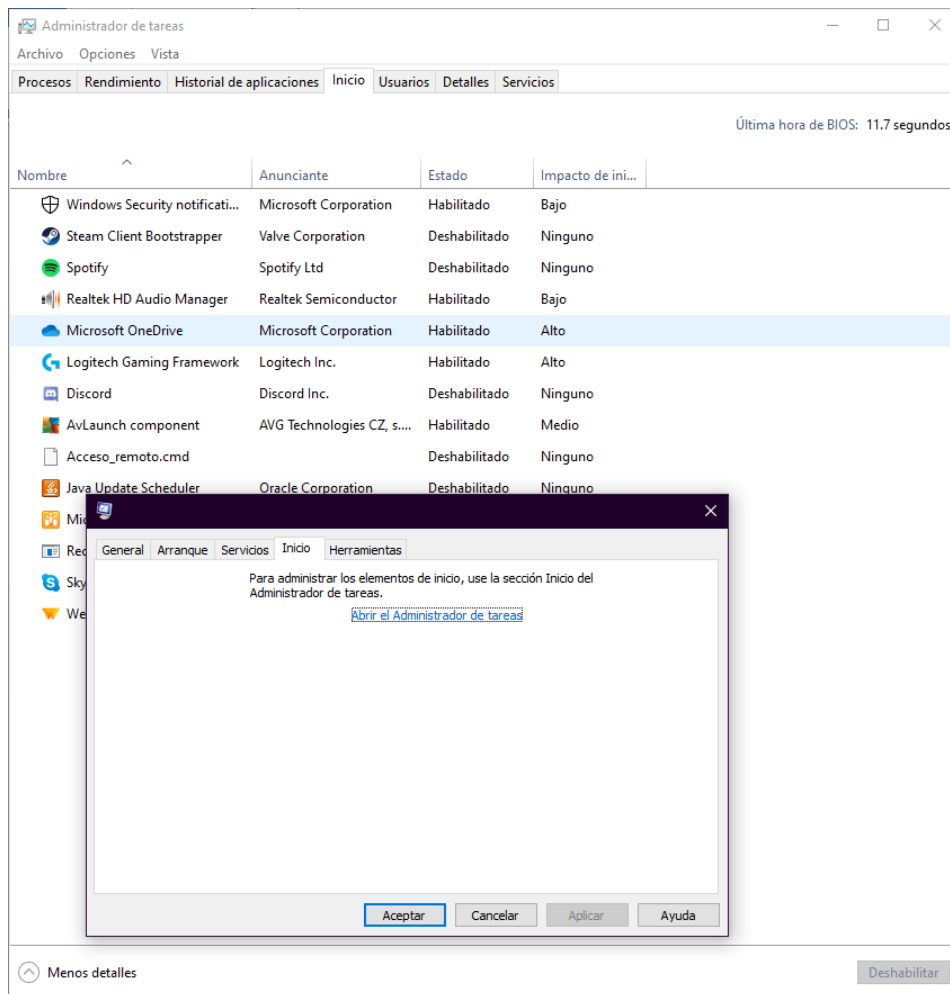 Administrador de tareas
Archivo Opciones Vista
Procesos Rendimiento Historial de aplicaciones Inicio Usuarios Detalles Servicios
Última hora de BIOS: 11.7 segundos
Nombre Anunciante Estado Impacto de ini...
Windows Security notificati... Microsoft Corporation Habilitado Bajo
Steam Client Bootstrapper Valve Corporation Deshabilitado Ninguno
Spotify Spotify Ltd Deshabilitado Ninguno
Realtek HD Audio Manager Realtek Semiconductor Habilitado Bajo
Microsoft OneDrive Microsoft Corporation Habilitado Alto
Logitech Gaming Framework Logitech Inc. Habilitado Alto
Discord Discord Inc. Deshabilitado Ninguno
AvLaunch component AVG Technologies CZ, s.... Habilitado Medio
Acceso_remoto.cmd Deshabilitado Ninguno
Java Update Scheduler Oracle Corporation Deshabilitado Ninguno
Mic
Rec
Sky
We
General Arranque Servicios Inicio Herramientas
Para administrar los elementos de inicio, use la sección Inicio del
Administrador de tareas.
Abrir el Administrador de tareas
Aceptar Cancelar Aplicar Ayuda
Menos detalles Deshabilitar